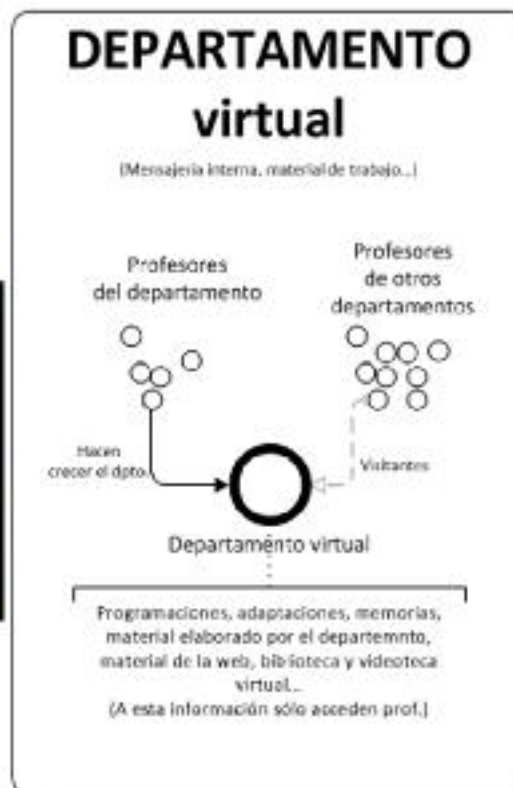 DEPARTAMENTO
virtual
(Mensajería interna, material de trabajo...)
Profesores
del departamento
Profesores
de otros
departamentos
Hacen
crecer el dpto.
Visitantes
Departamento virtual
Programaciones, adaptaciones, memorias,
material elaborado por el departemnto,
material de la web, biblioteca y videoteca
virtual...
(A esta información sólo acceden prof.)